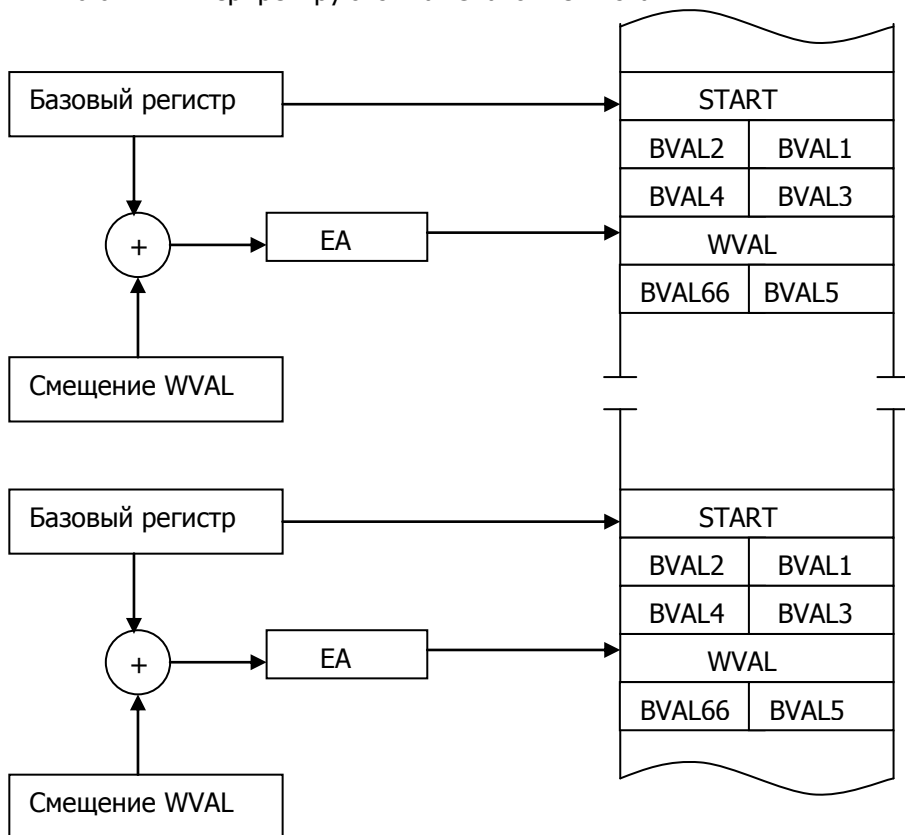 START
Базовый регистр
BVAL2 BVAL1
BVAL4 BVAL3
+ EA WVAL
BVAL66 BVAL5
Смещение WVAL
START
Базовый регистр
BVAL2 BVAL1
BVAL4 BVAL3
+ EA WVAL
BVAL66 BVAL5
Смещение WVAL